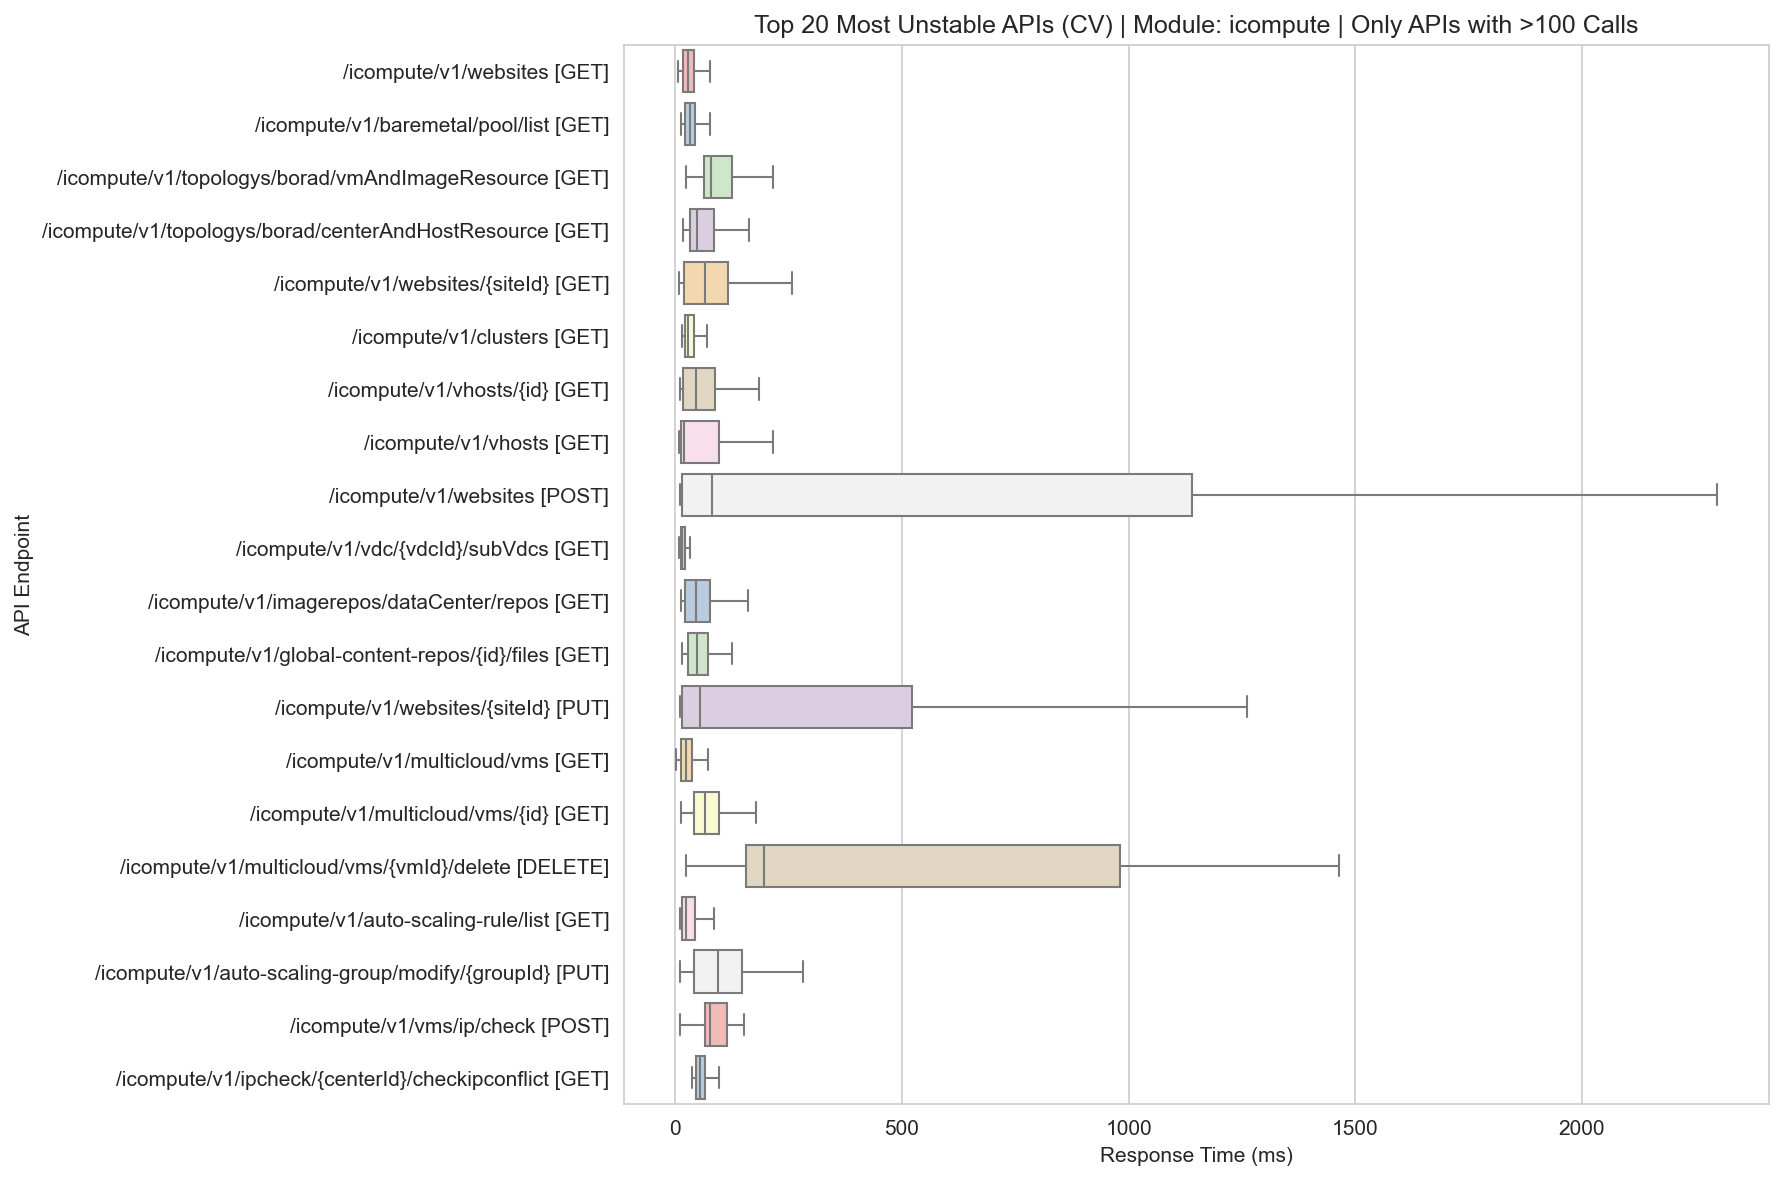 Top 20 Most Unstable APIs (CV) | Module: icompute | Only APIs with >100 Calls
API Endpoint
/icompute/v1/websites [GET]
/icompute/v1/baremetal/pool/list [GET]
/icompute/v1/topologys/borad/vmAndImageResource [GET]
/icompute/v1/topologys/borad/centerAndHostResource [GET]
/icompute/v1/websites/{siteId} [GET]
/icompute/v1/clusters [GET]
/icompute/v1/vhosts/{id} [GET]
/icompute/v1/vhosts [GET]
/icompute/v1/websites [POST]
/icompute/v1/vdc/{vdcId}/subVdcs [GET]
/icompute/v1/imagerepos/dataCenter/repos [GET]
/icompute/v1/global-content-repos/{id}/files [GET]
/icompute/v1/websites/{siteId} [PUT]
/icompute/v1/multicloud/vms [GET]
/icompute/v1/multicloud/vms/{id} [GET]
/icompute/v1/multicloud/vms/{vmId}/delete [DELETE]
/icompute/v1/auto-scaling-rule/list [GET]
/icompute/v1/auto-scaling-group/modify/{groupId} [PUT]
/icompute/v1/vms/ip/check [POST]
/icompute/v1/ipcheck/{centerId}/checkipconflict [GET]
0 500 1000 1500 2000
Response Time (ms)